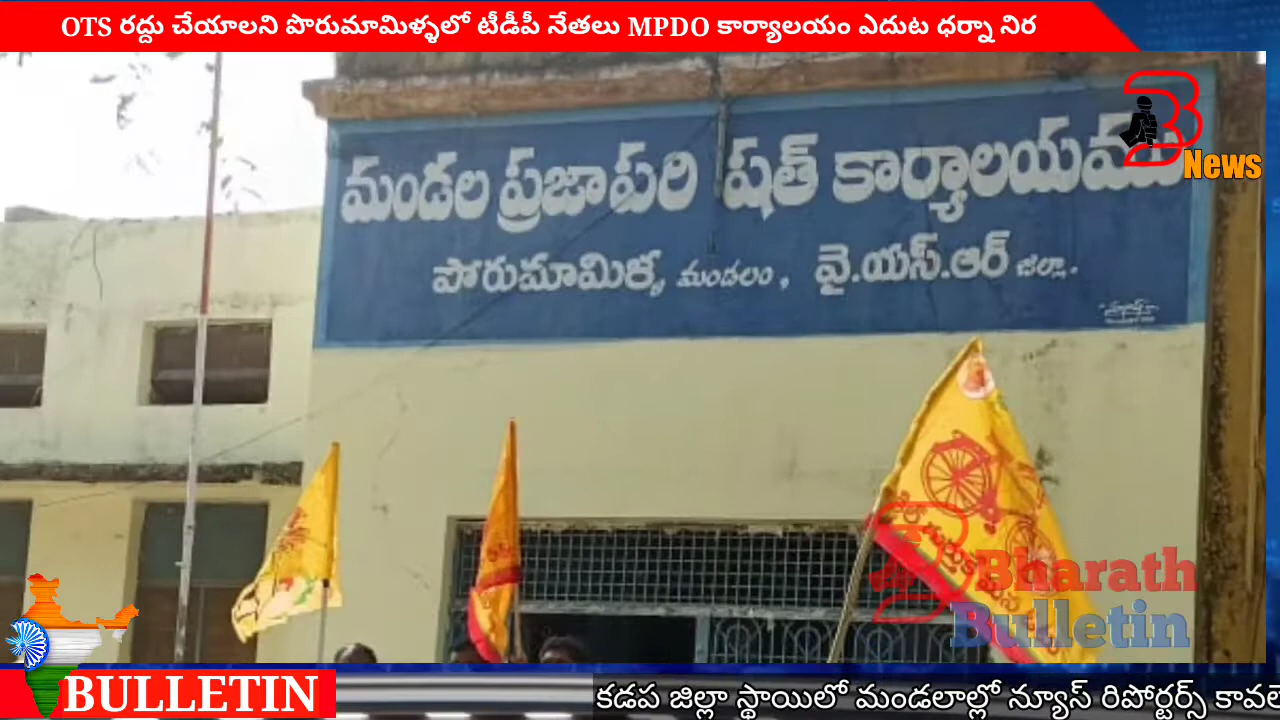 OTS రద్దు చేయాలని పొరుమామిళ్ళలో టీడీపీ నేతలు MPDO కార్యాలయం ఎదుట ధర్నా నిర
B
News
మండల ప్రజాపరి షత్ కార్యాలయము
పోరుమామిళ్ళ మండలం, వై.యస్.ఆర్ జిల్లా.
Bharath
Bulletin
BULLETIN
కడప జిల్లా స్థాయిలో మండలాల్లో న్యూస్ రిపోర్టర్స్ కావలె